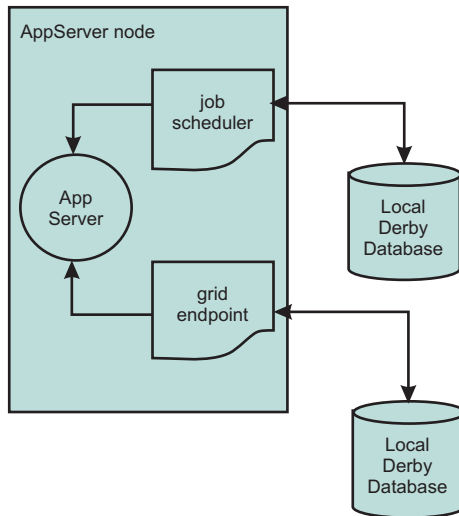 AppServer node
job
scheduler
App
Server
Local
Derby
Database
grid
endpoint
Local
Derby
Database